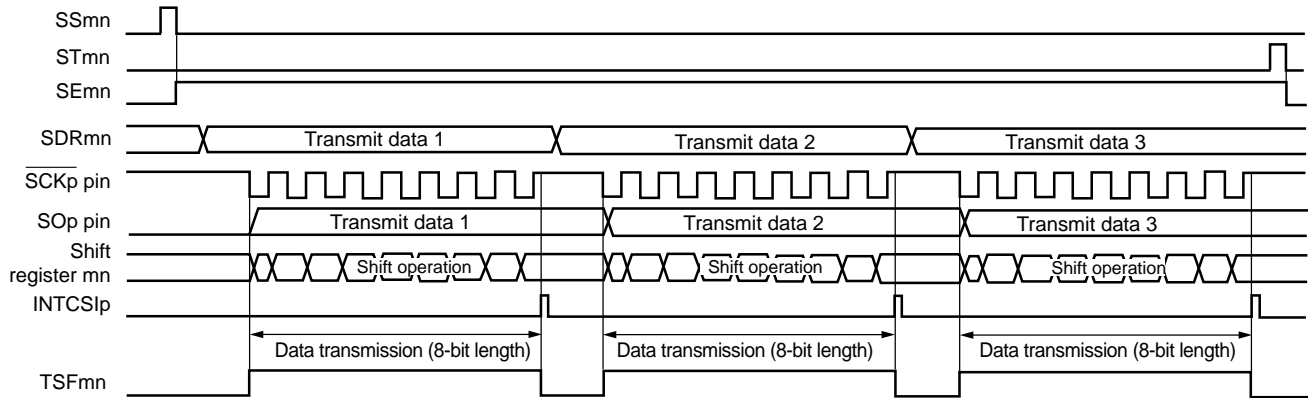 SSmn
STmn
SEmn
SDRmn Transmit data 1 Transmit data 2 Transmit data 3
SCKp pin
SOp pin Transmit data 1 Transmit data 2 Transmit data 3
Shift
register mn Shift operation Shift operation Shift operation
INTCSIp
Data transmission (8-bit length) Data transmission (8-bit length) Data transmission (8-bit length)
TSFmn